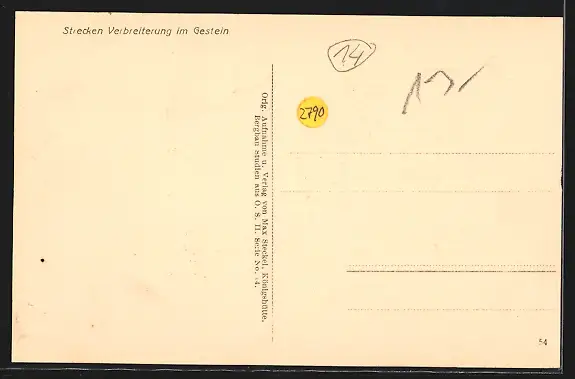 Strecken Verbreiterung im Gestein
14
2790
Orig. Aufnahme u. Verlag von Max Steckel, Königshütte.
Bergbau Studien aus O. S. II. Serie No.
54